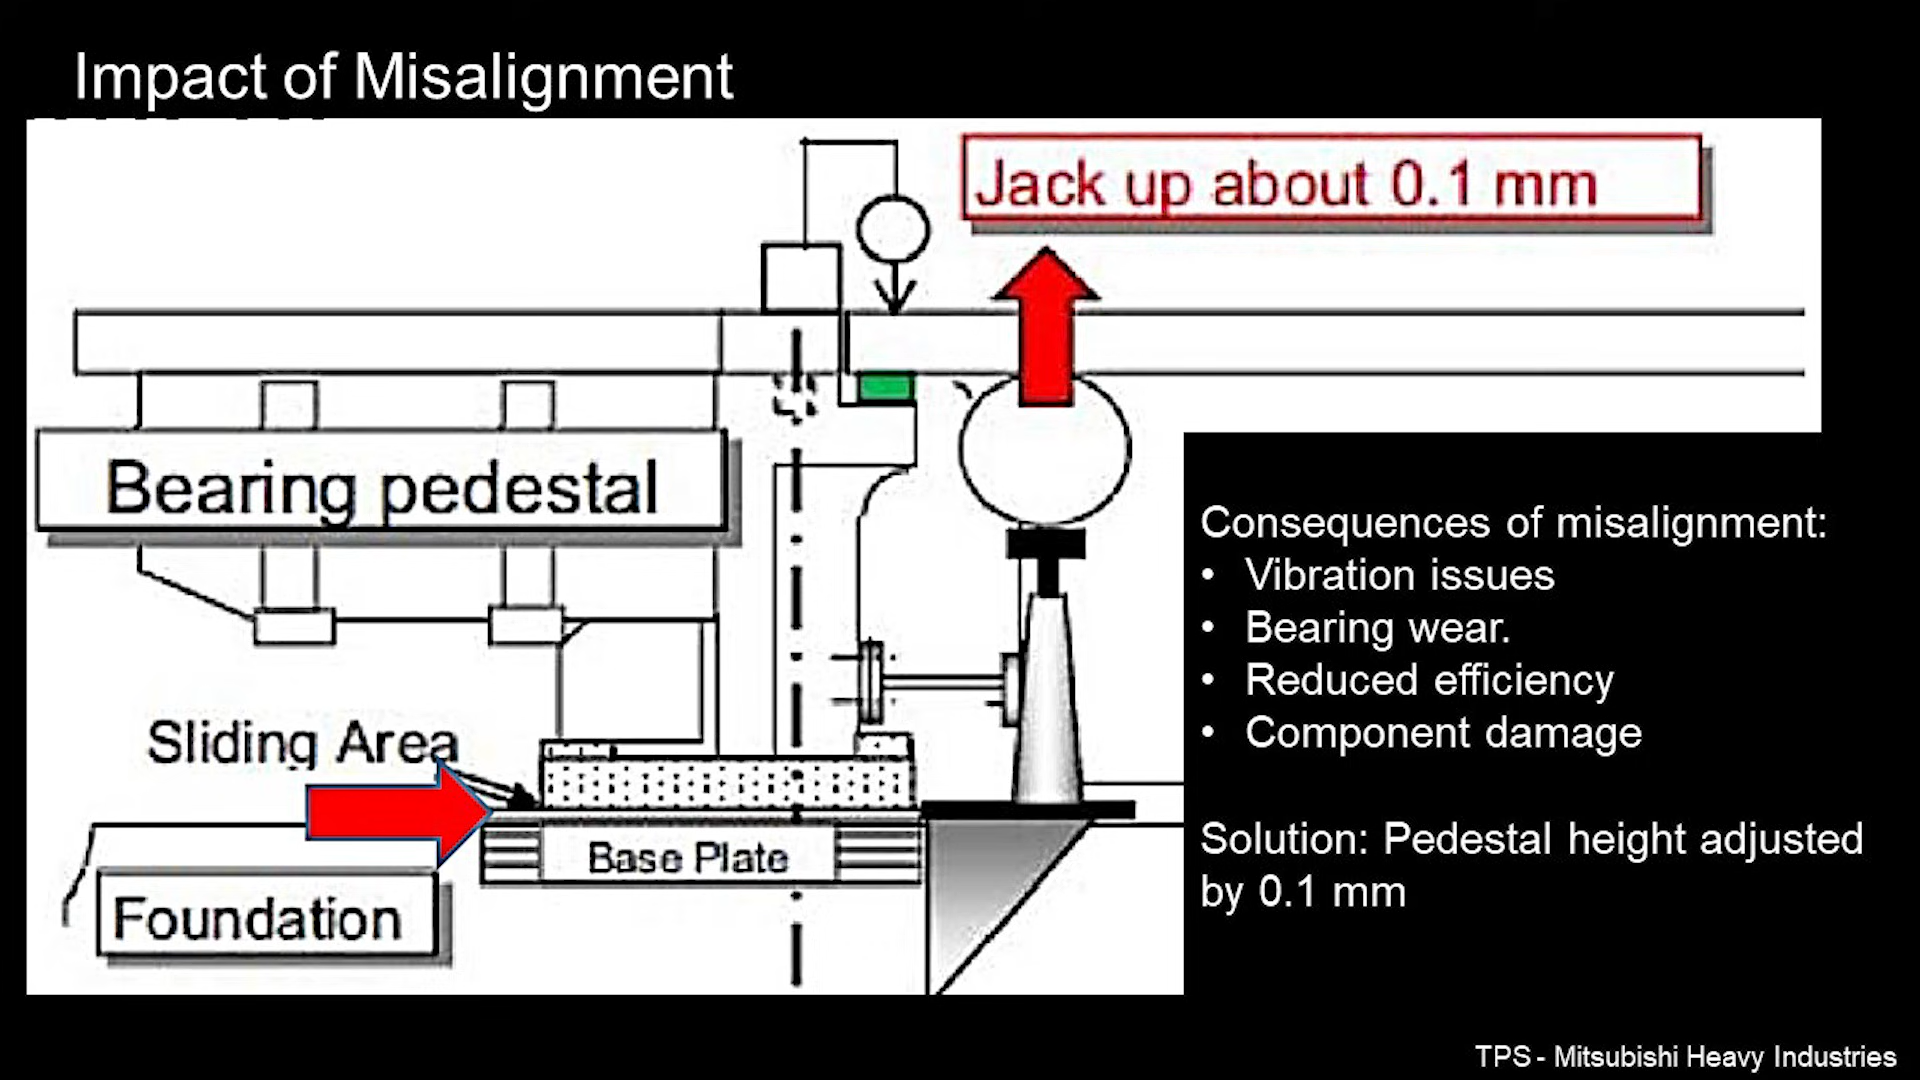 Impact of Misalignment
Jack up about 0.1 mm
Bearing pedestal
Sliding Area
Base Plate
Foundation
Consequences of misalignment:
• Vibration issues
• Bearing wear.
• Reduced efficiency
• Component damage
Solution: Pedestal height adjusted
by 0.1 mm
TPS - Mitsubishi Heavy Industries